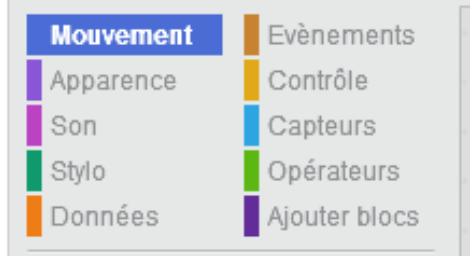 Mouvement
Apparence
Son
Stylo
Données
Evènements
Contrôle
Capteurs
Opérateurs
Ajouter blocs